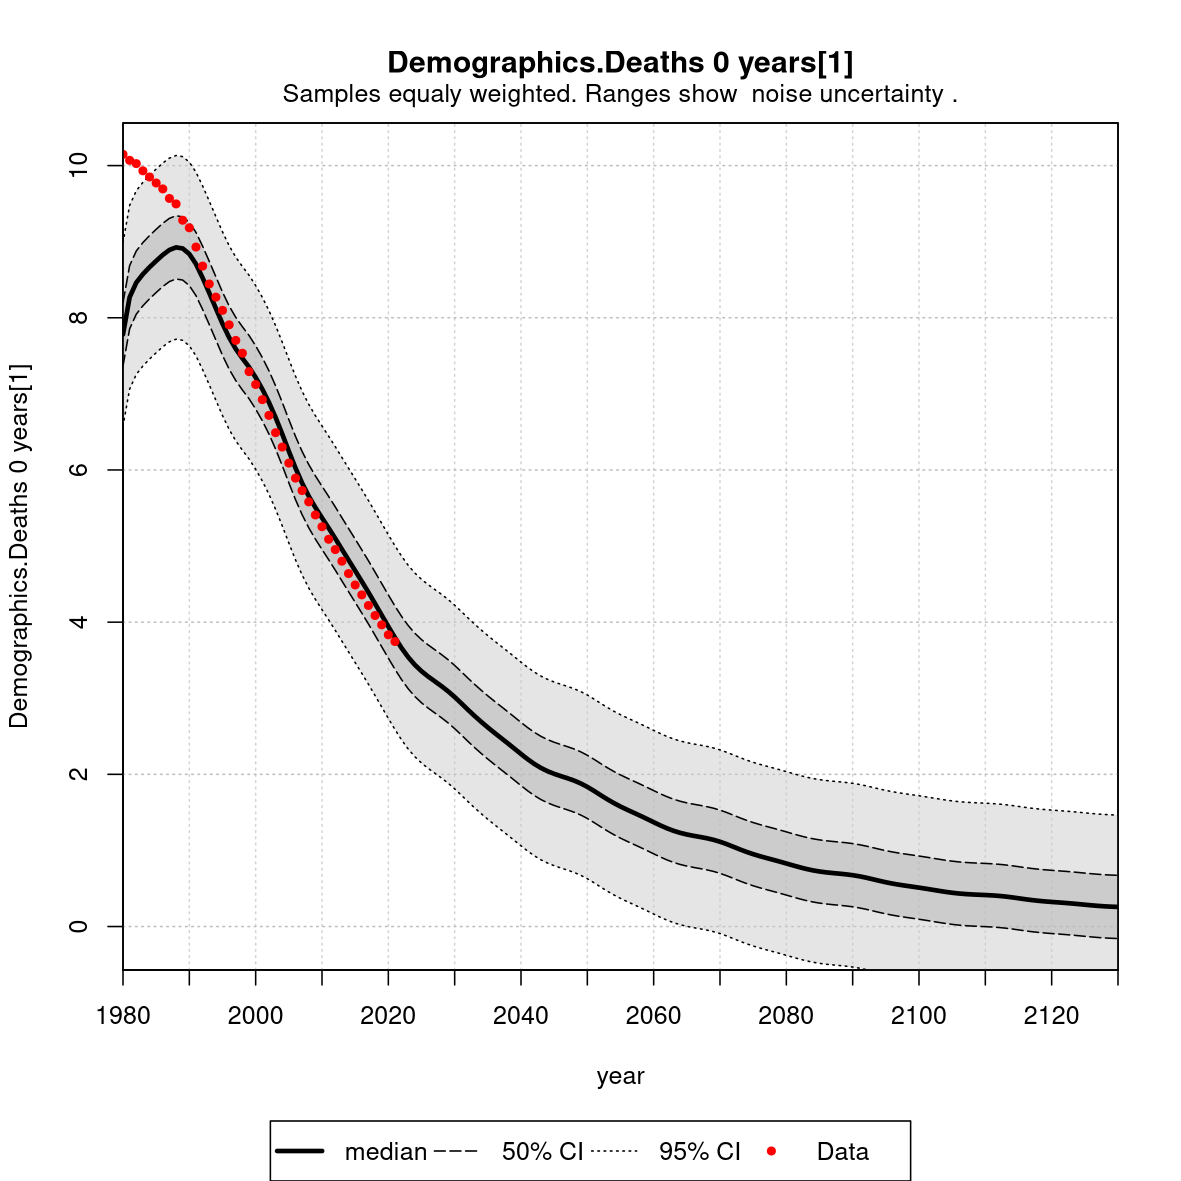 Demographics.Deaths 0 years[1]
Samples equaly weighted. Ranges show  noise uncertainty .
Demographics.Deaths 0 years[1]
10
8
6
4
2
0
1980 2000 2020 2040 2060 2080 2100 2120
year
median 50% CI 95% CI Data